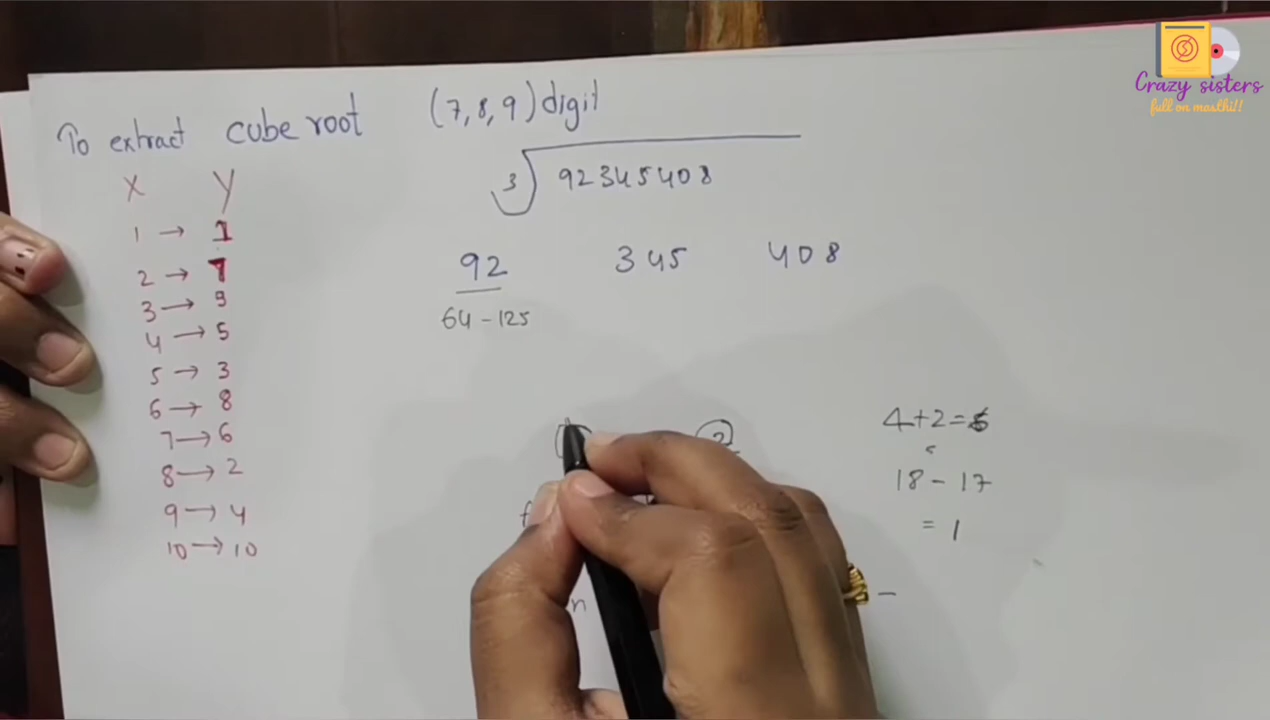 Crazy sisters
full on masthi!!
To extract cube root (7,8,9) digit
3√92345408
X Y
1 → 1
2 → 7
3 → 9
4 → 5
5 → 3
6 → 8
7 → 6
8 → 2
9 → 4
10 → 10
92 345 408
64 - 125
2
4+2=6
18 - 17
= 1
n
-